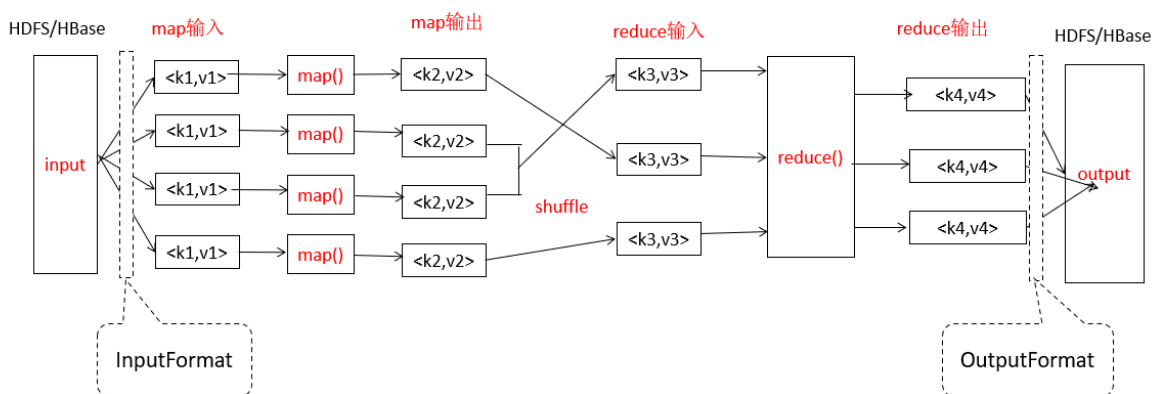 HDFS/HBase
map输入
map输出
reduce输入
reduce输出
HDFS/HBase
input
<k1,v1>
map()
<k2,v2>
<k3,v3>
<k4,v4>
<k1,v1>
map()
<k2,v2>
<k3,v3>
reduce()
<k4,v4>
output
<k1,v1>
map()
<k2,v2>
shuffle
<k3,v3>
<k4,v4>
<k1,v1>
map()
<k2,v2>
InputFormat
OutputFormat